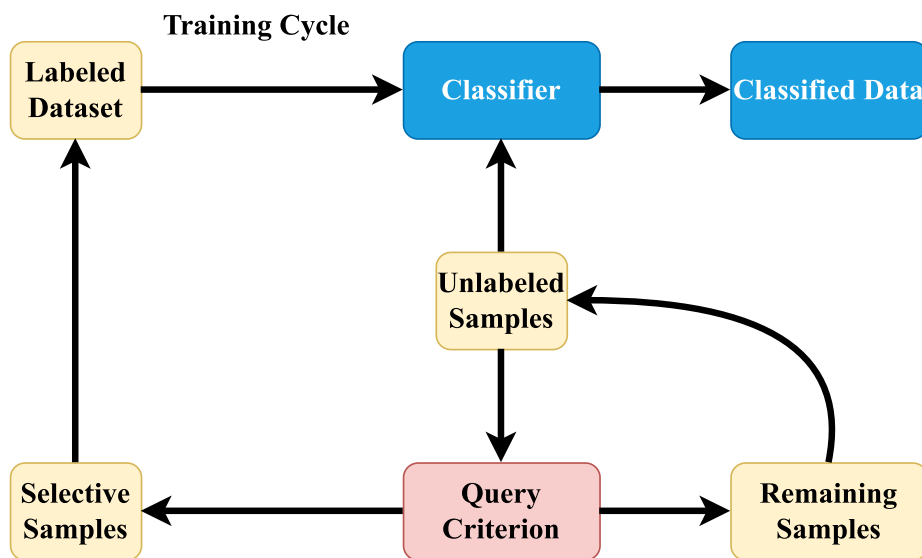 Training Cycle
Labeled
Dataset
Classifier
Classified Data
Unlabeled
Samples
Selective
Samples
Query
Criterion
Remaining
Samples